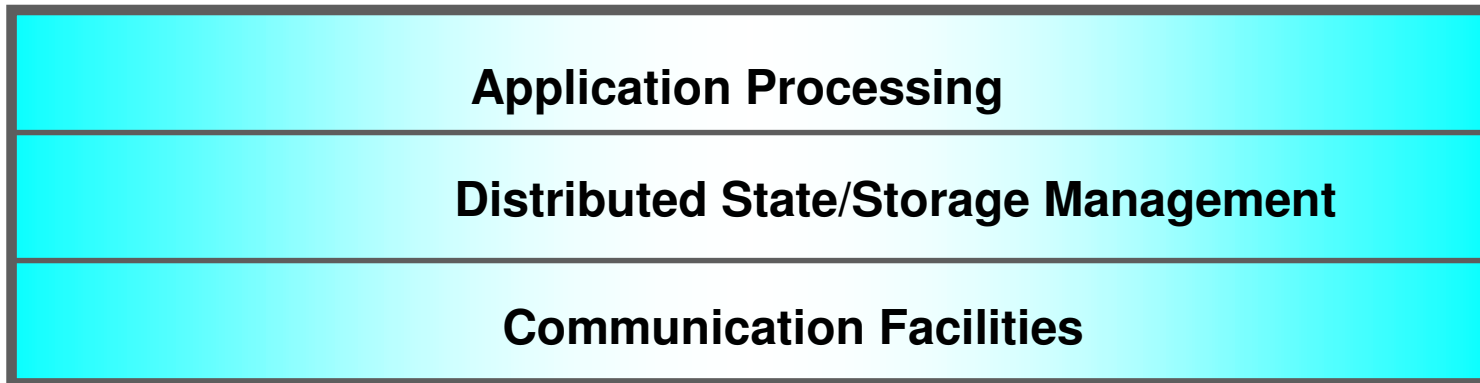 Application Processing
Distributed State/Storage Management
Communication Facilities